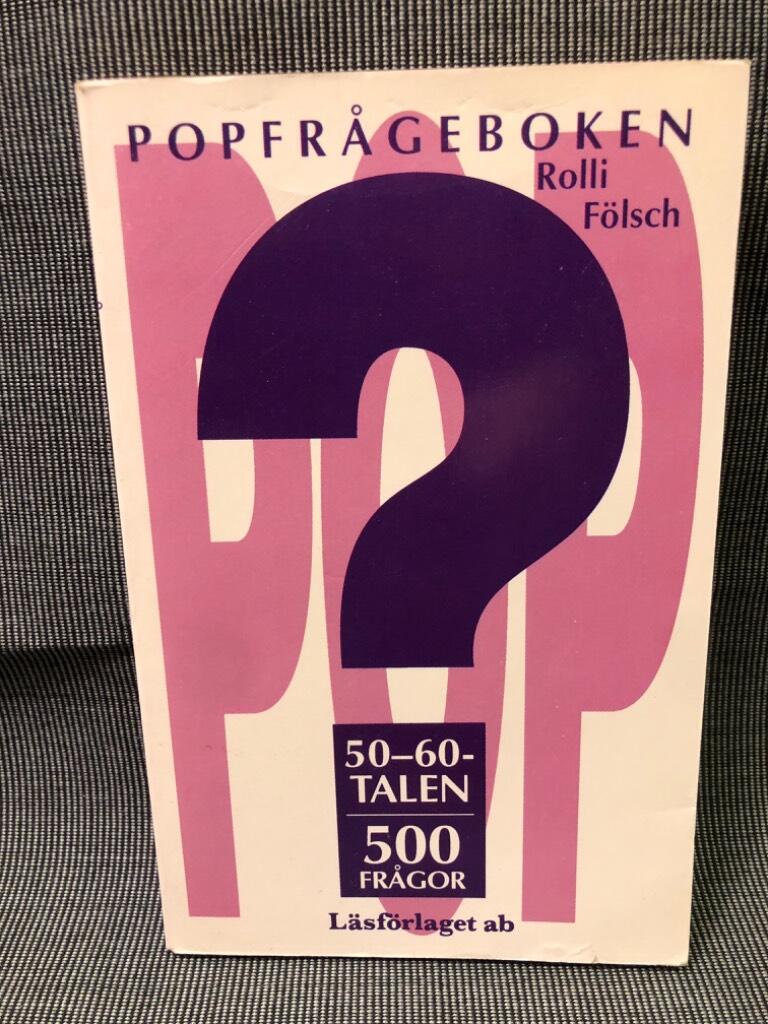 POPFRÅGEBOKEN
Rolli
Fölsch
POP
50–60-
TALEN
500
FRÅGOR
Läsförlaget ab